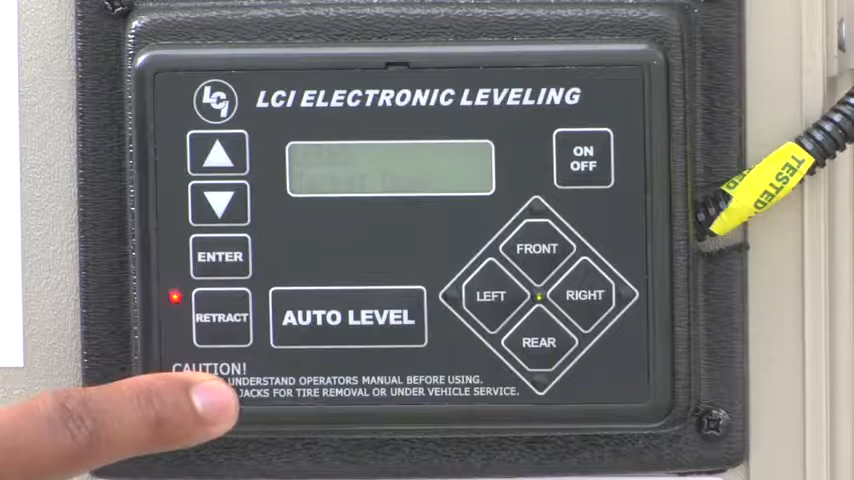 LCI
LCI ELECTRONIC LEVELING
ON
OFF
ENTER
RETRACT
AUTO LEVEL
FRONT
LEFT
RIGHT
REAR
CAUTION!
UNDERSTAND OPERATORS MANUAL BEFORE USING.
JACKS FOR TIRE REMOVAL OR UNDER VEHICLE SERVICE.
TESTED